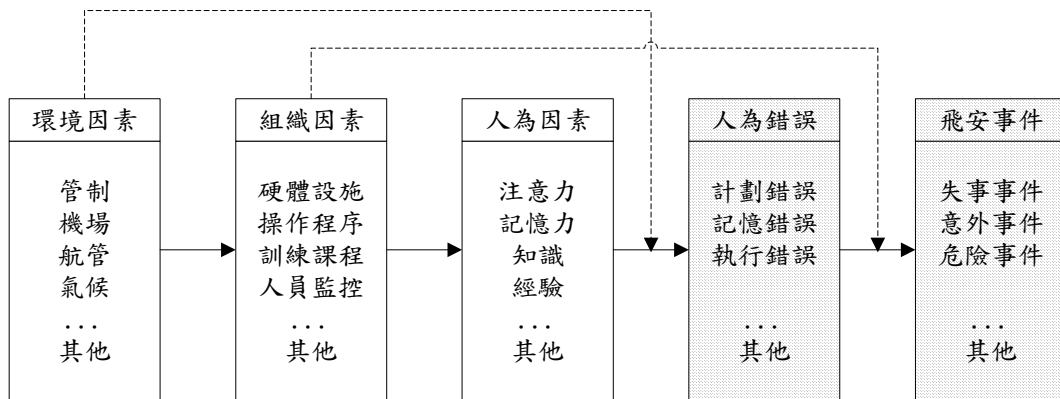 環境因素
管制
機場
航管
氣候
...
其他
組織因素
硬體設施
操作程序
訓練課程
人員監控
...
其他
人為因素
注意力
記憶力
知識
經驗
...
其他
人為錯誤
計劃錯誤
記憶錯誤
執行錯誤
...
其他
飛安事件
失事事件
意外事件
危險事件
...
其他